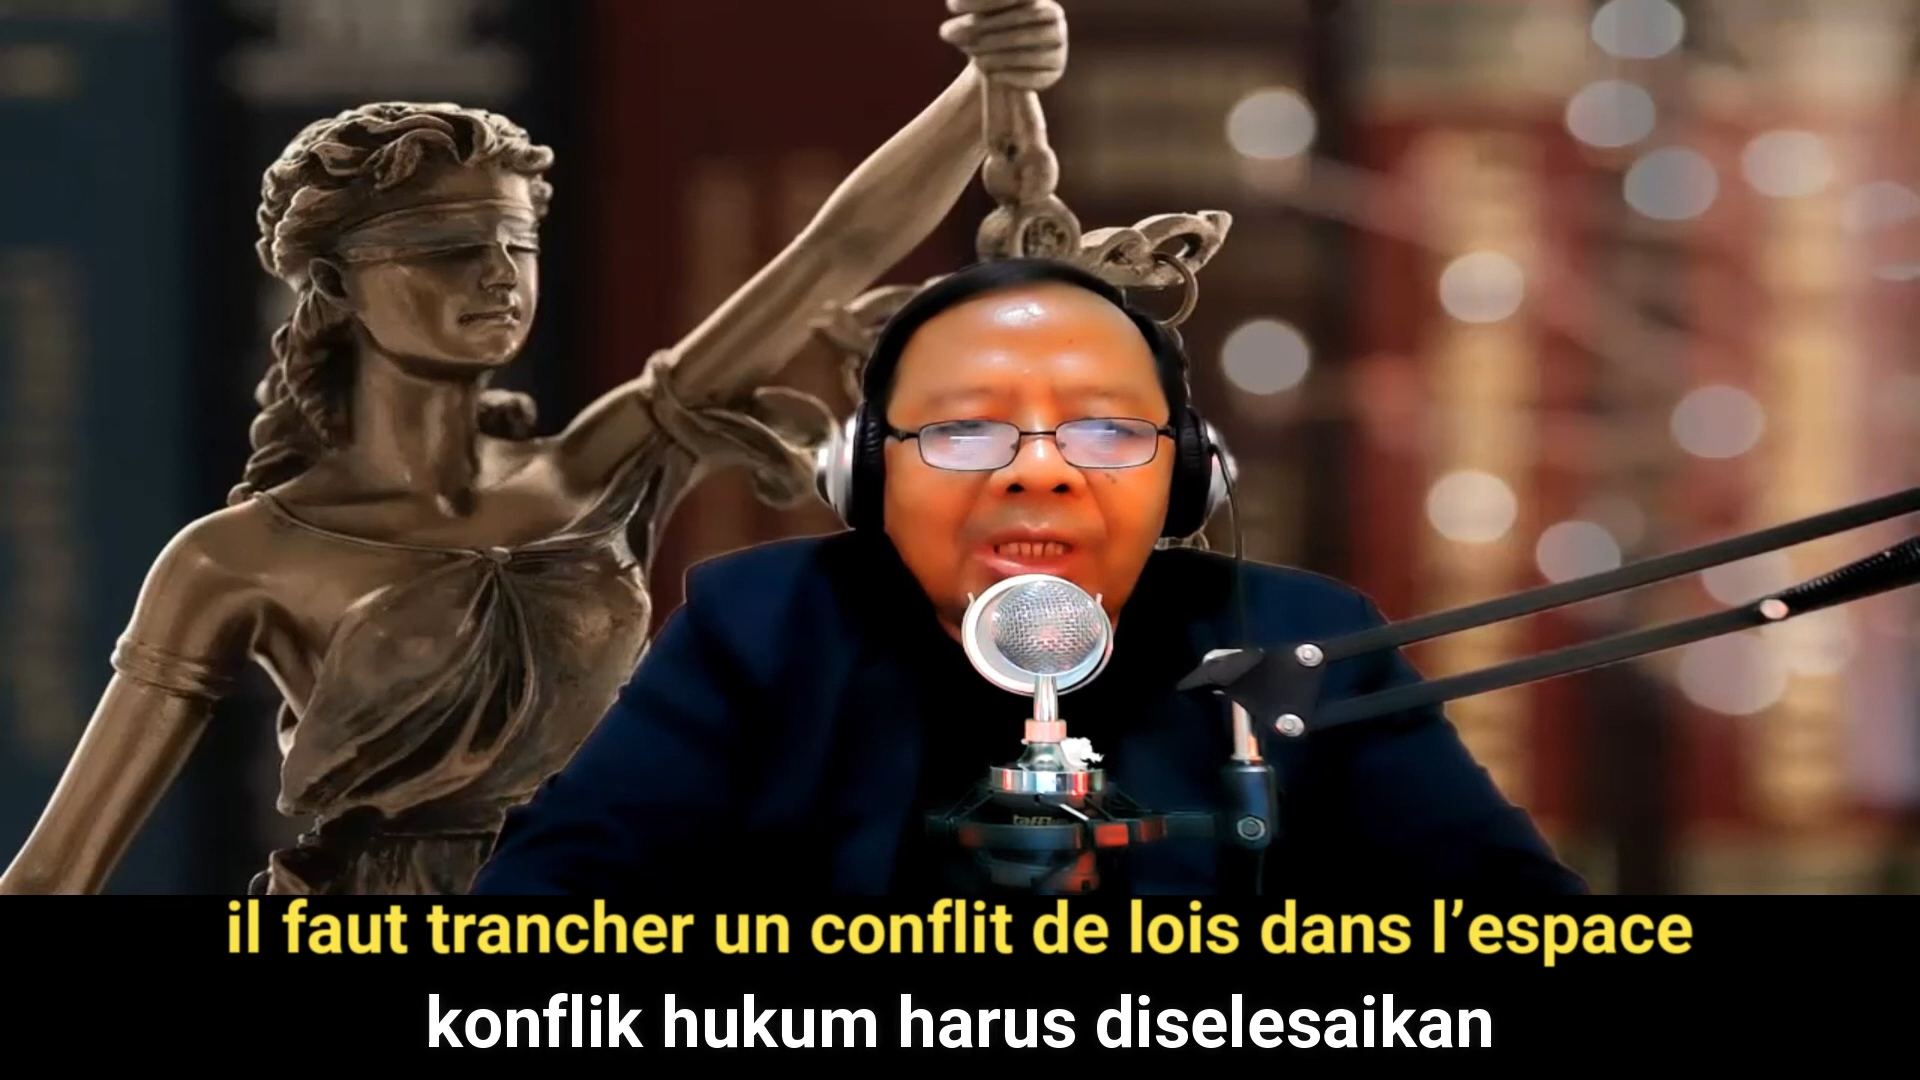 il faut trancher un conflit de lois dans l’espace
konflik hukum harus diselesaikan